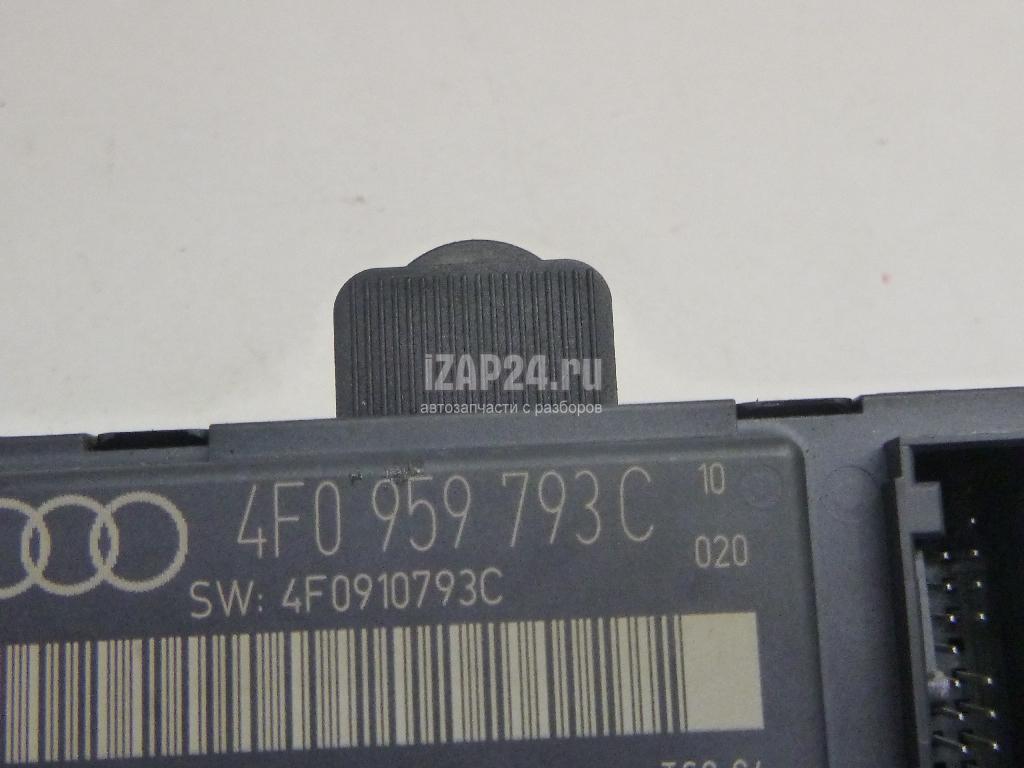 iZAP24.ru
автозапчасти с разборов
4F0 959 793 C
10
020
SW: 4F0910793C